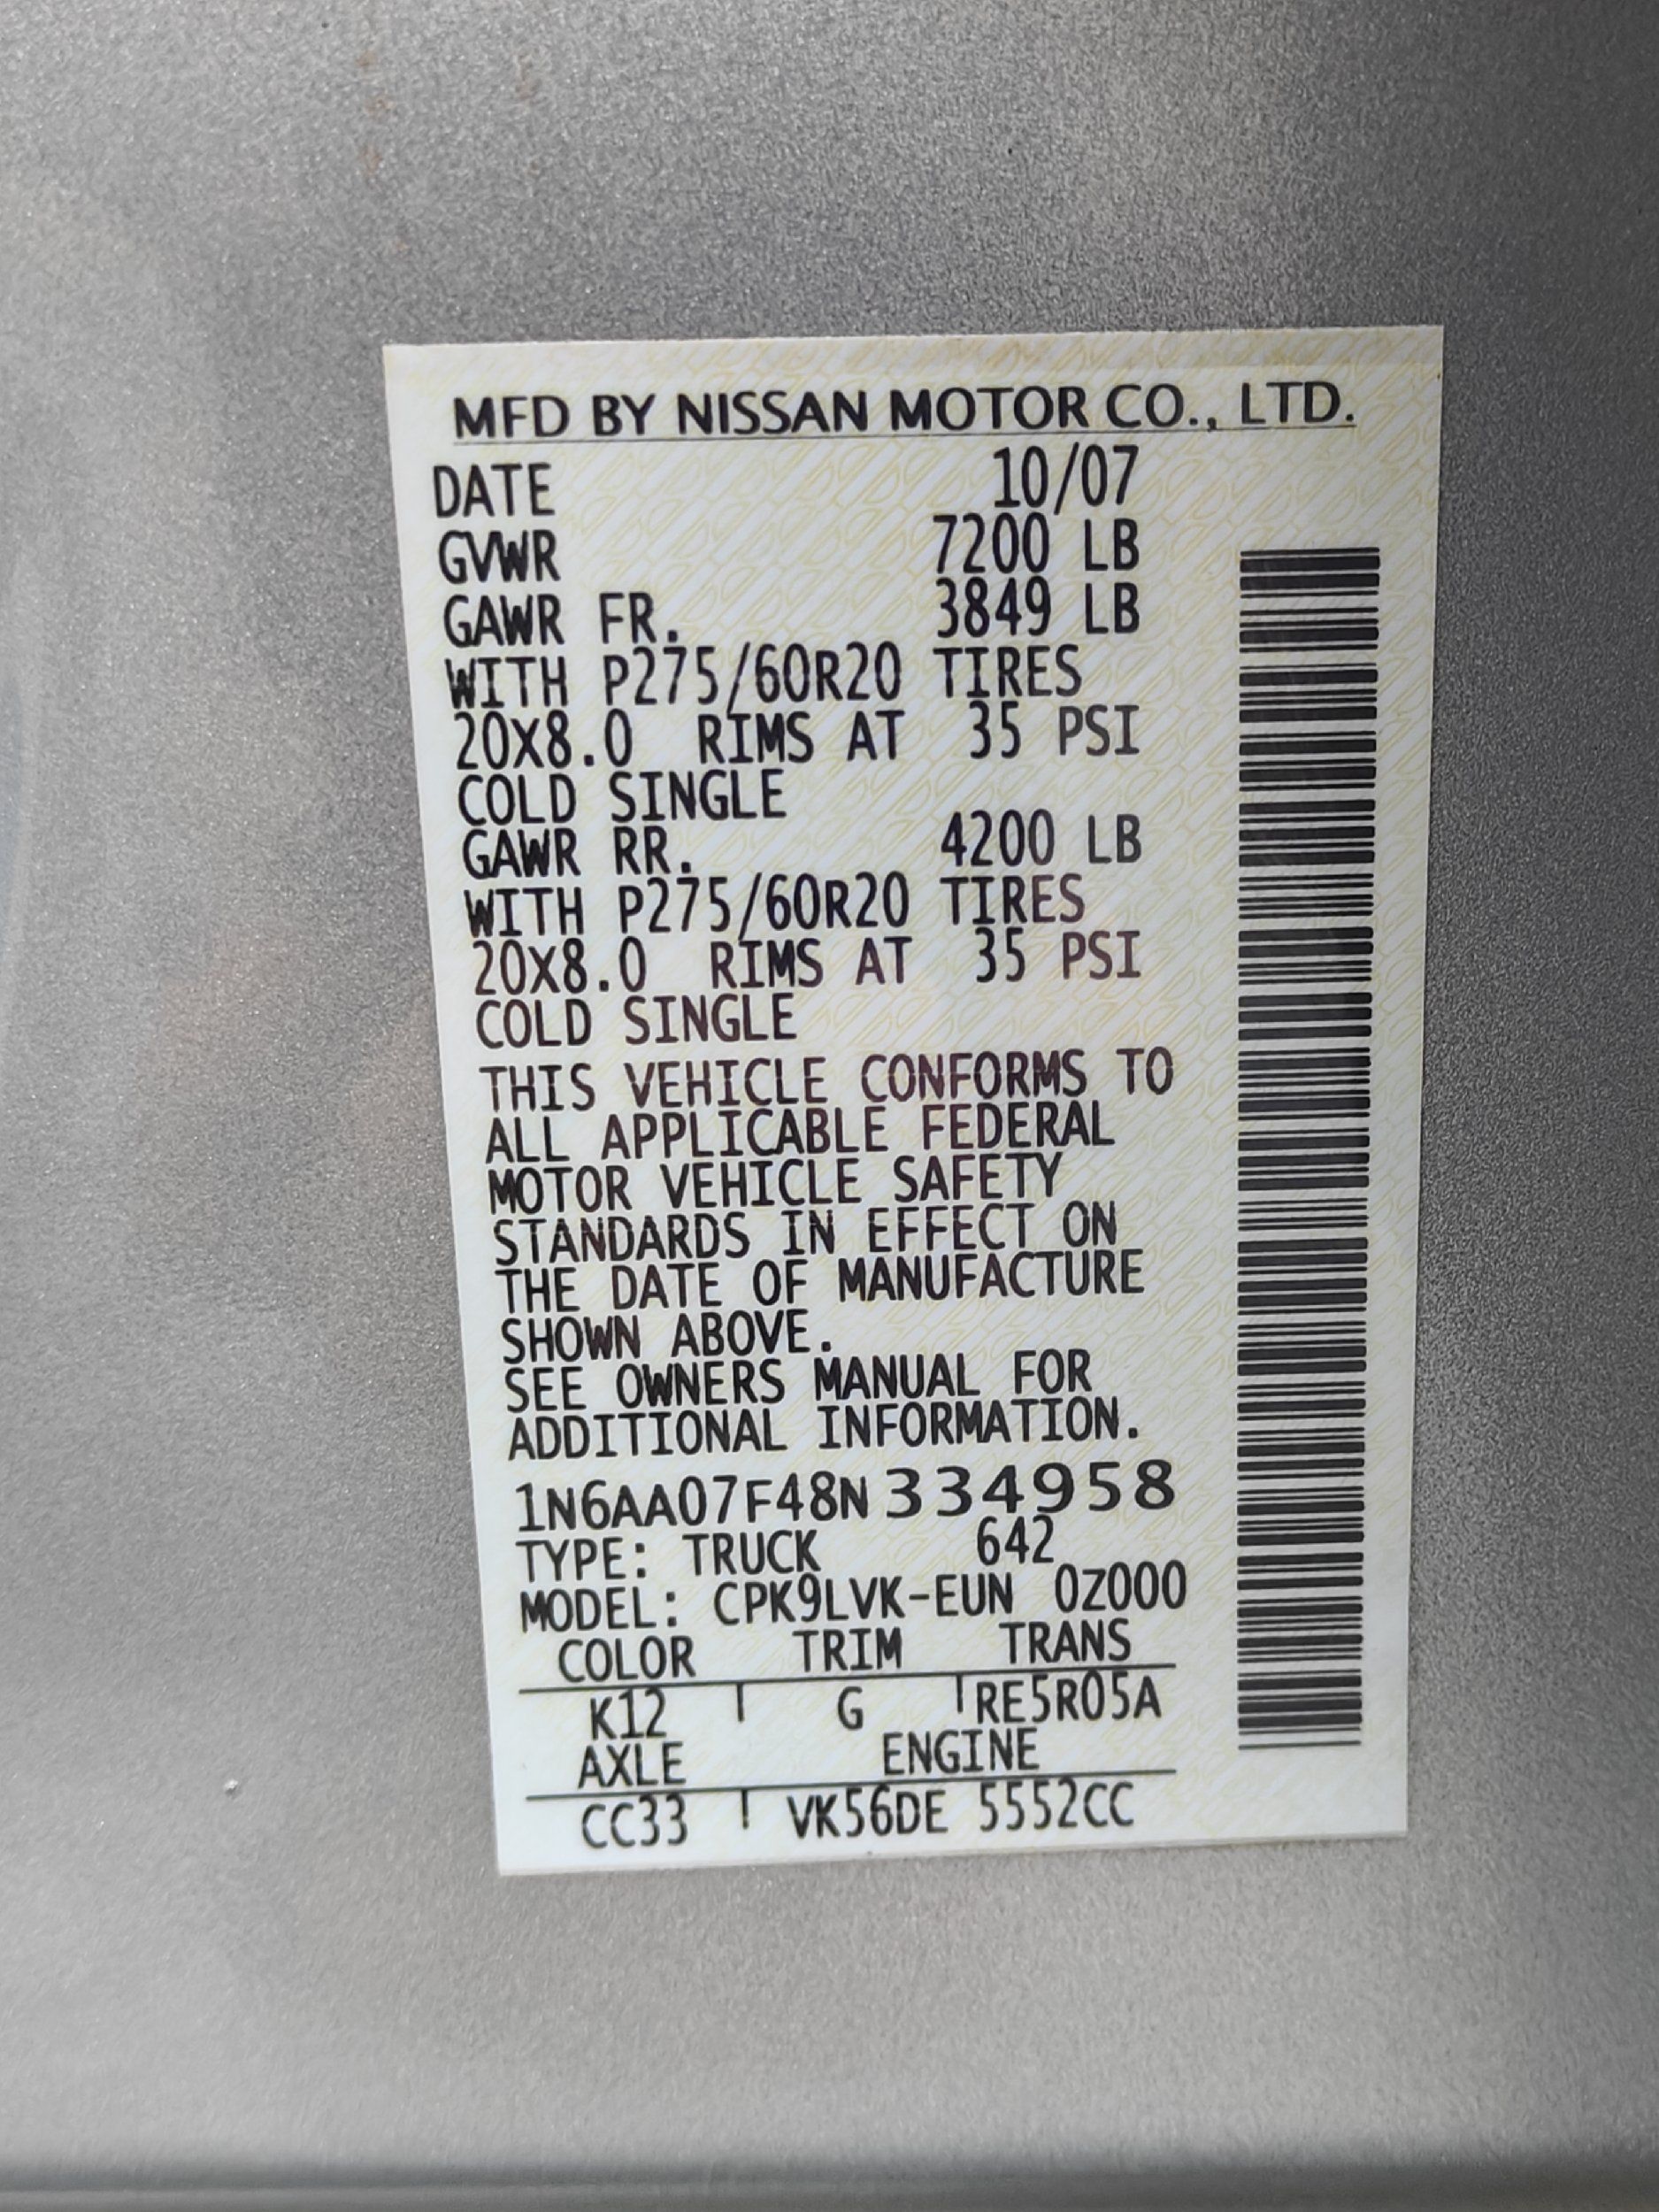 MFD BY NISSAN MOTOR CO., LTD.
DATE 10/07
GVWR 7200 LB
GAWR FR. 3849 LB
WITH P275/60R20 TIRES
20X8.0 RIMS AT 35 PSI
COLD SINGLE
GAWR RR. 4200 LB
WITH P275/60R20 TIRES
20X8.0 RIMS AT 35 PSI
COLD SINGLE
THIS VEHICLE CONFORMS TO
ALL APPLICABLE FEDERAL
MOTOR VEHICLE SAFETY
STANDARDS IN EFFECT ON
THE DATE OF MANUFACTURE
SHOWN ABOVE.
SEE OWNERS MANUAL FOR
ADDITIONAL INFORMATION.
1N6AA07F48N334958
TYPE: TRUCK 642
MODEL: CPK9LVK-EUN 0Z000
COLOR TRIM TRANS
K12 G RE5R05A
AXLE ENGINE
CC33 VK56DE 5552CC